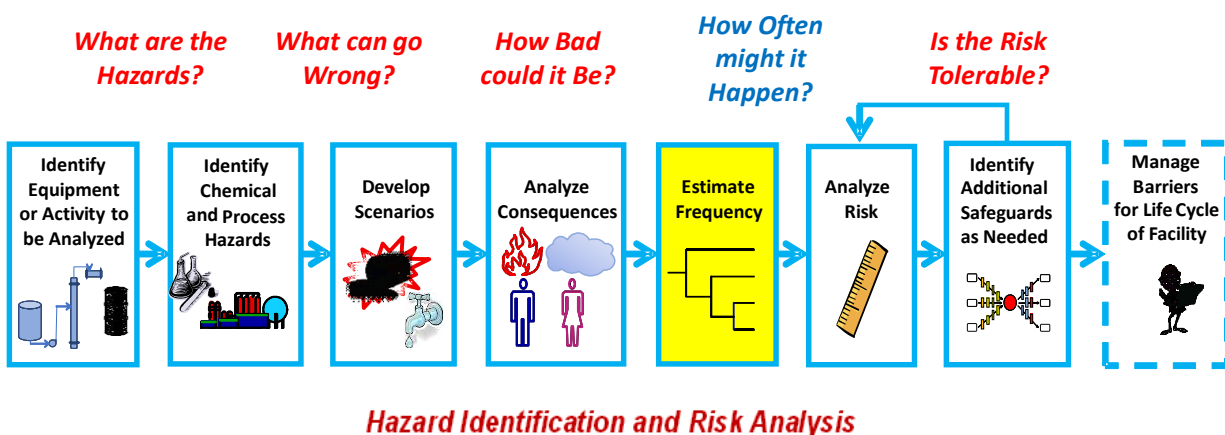 What are the
Hazards?
What can go
Wrong?
How Bad
could it Be?
How Often
might it
Happen?
Is the Risk
Tolerable?
Identify
Equipment
or Activity to
be Analyzed
Identify
Chemical
and Process
Hazards
Develop
Scenarios
Analyze
Consequences
Estimate
Frequency
Analyze
Risk
Identify
Additional
Safeguards
as Needed
Manage
Barriers
for Life Cycle
of Facility
Hazard Identification and Risk Analysis